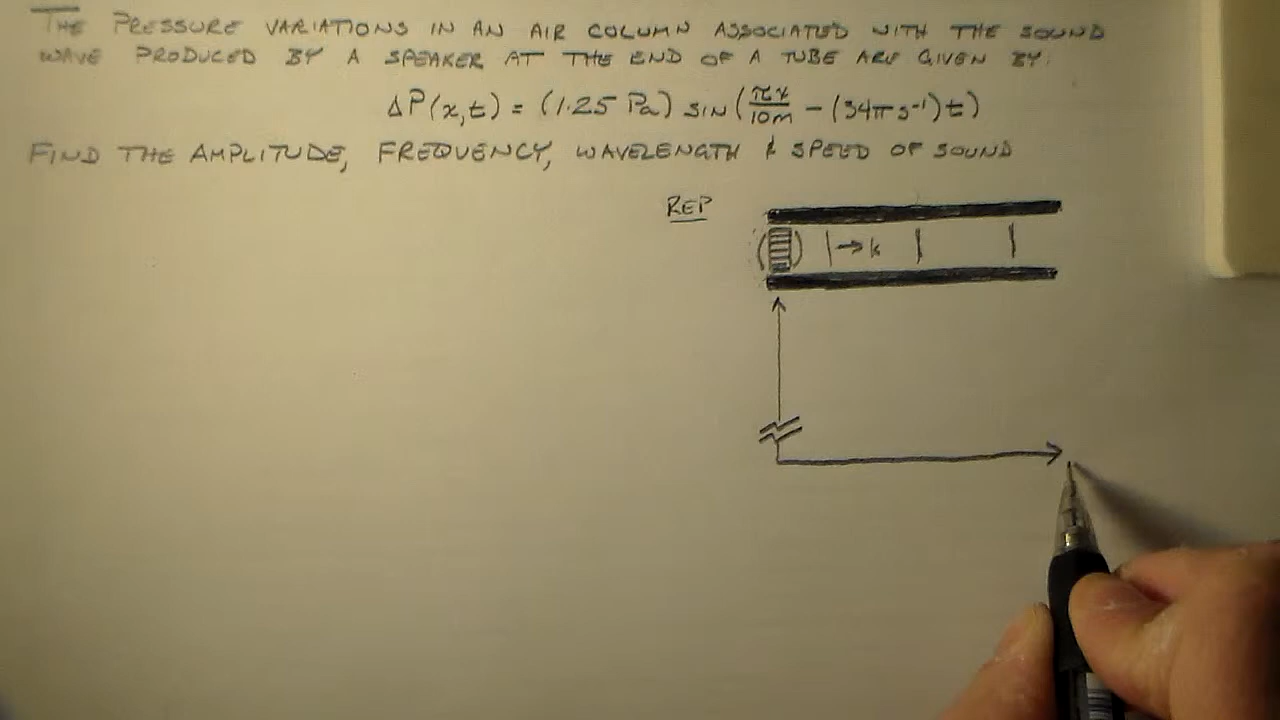 THE PRESSURE VARIATIONS IN AN AIR COLUMN ASSOCIATED WITH THE SOUND
WAVE PRODUCED BY A SPEAKER AT THE END OF A TUBE ARE GIVEN BY:
ΔP(x,t) = (1.25 Pa) SIN(πx/10m - (34π s⁻¹)t)
FIND THE AMPLITUDE, FREQUENCY, WAVELENGTH & SPEED OF SOUND
REP
k